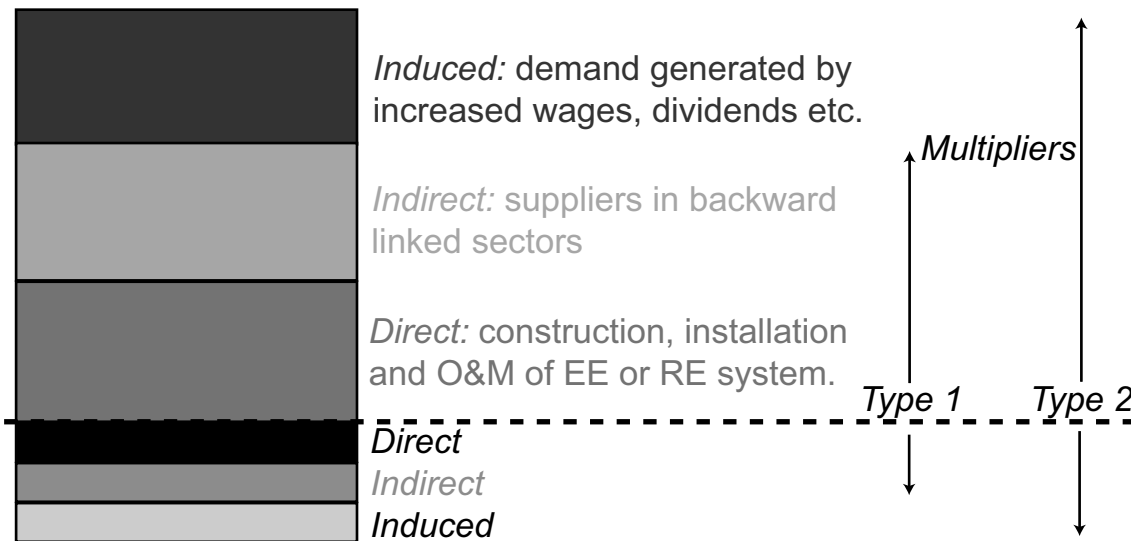 Induced: demand generated by
increased wages, dividends etc.
Multipliers
Indirect: suppliers in backward
linked sectors
Direct: construction, installation
and O&M of EE or RE system.
Type 1
Type 2
Direct
Indirect
Induced